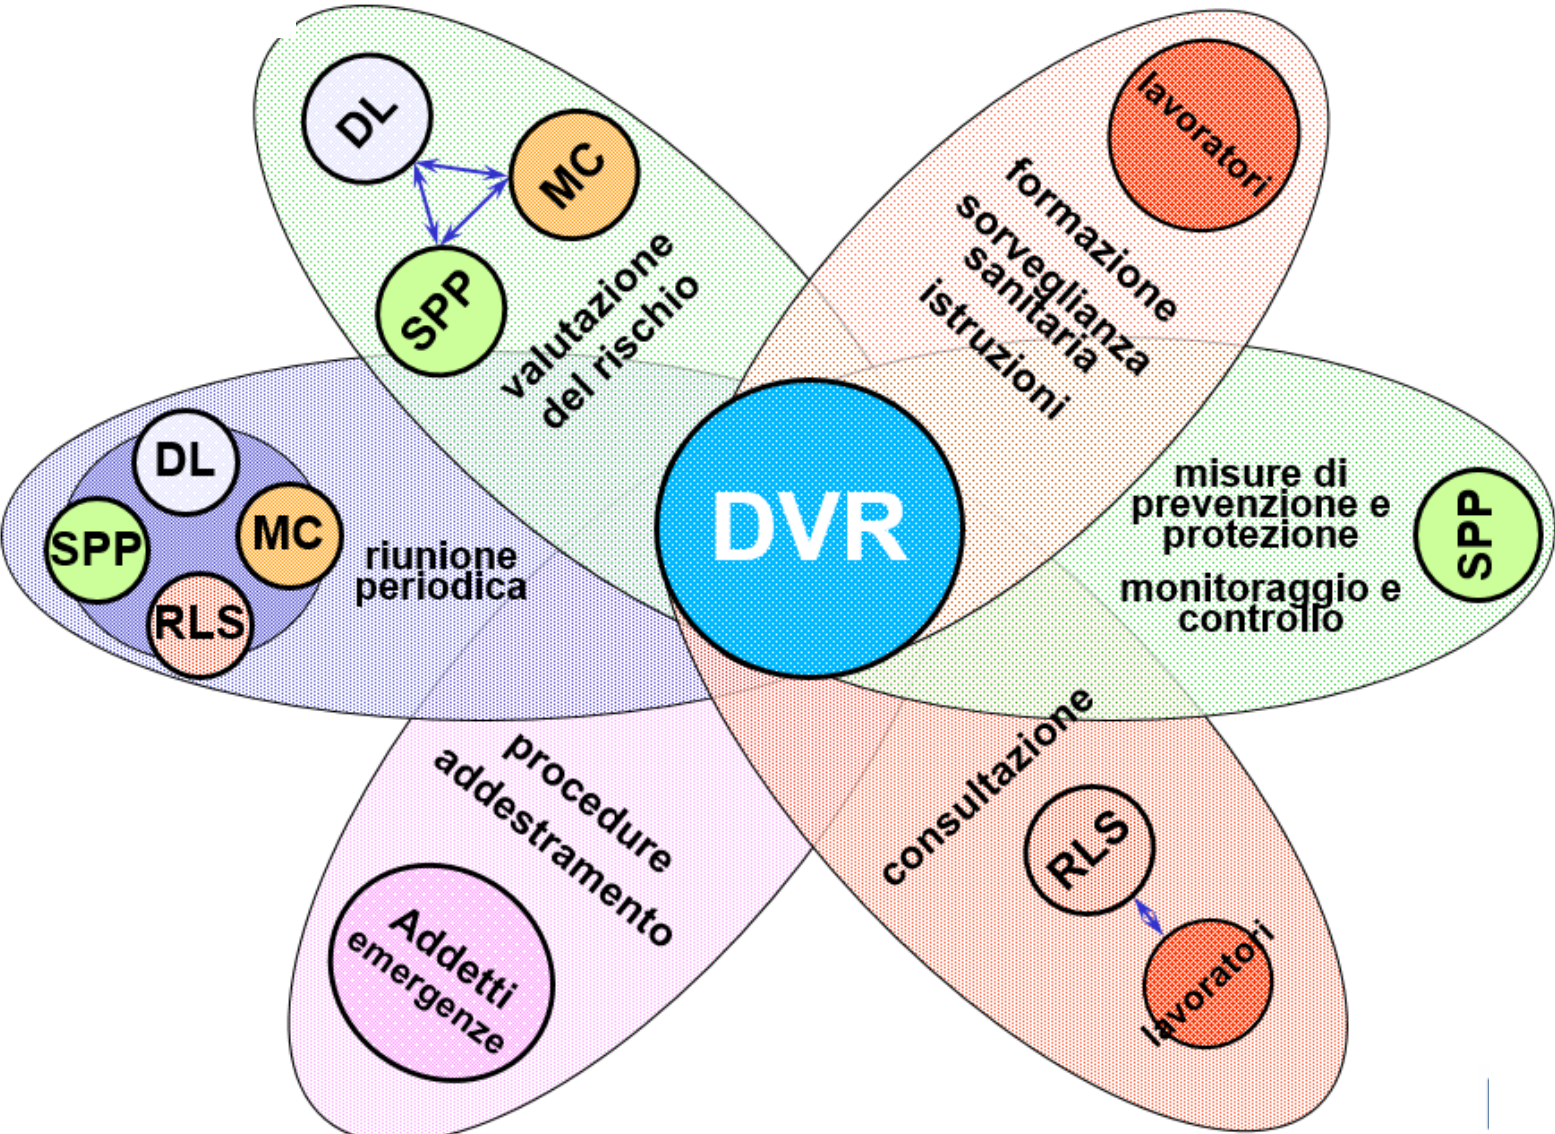 DL
MC
SPP
valutazione
del rischio
lavoratori
formazione
sorveglianza
sanitaria
istruzioni
DL
SPP
MC
RLS
riunione
periodica
DVR
misure di
prevenzione e
protezione
monitoraggio e
controllo
SPP
procedure
addestramento
Addetti
emergenze
consultazione
RLS
lavoratori